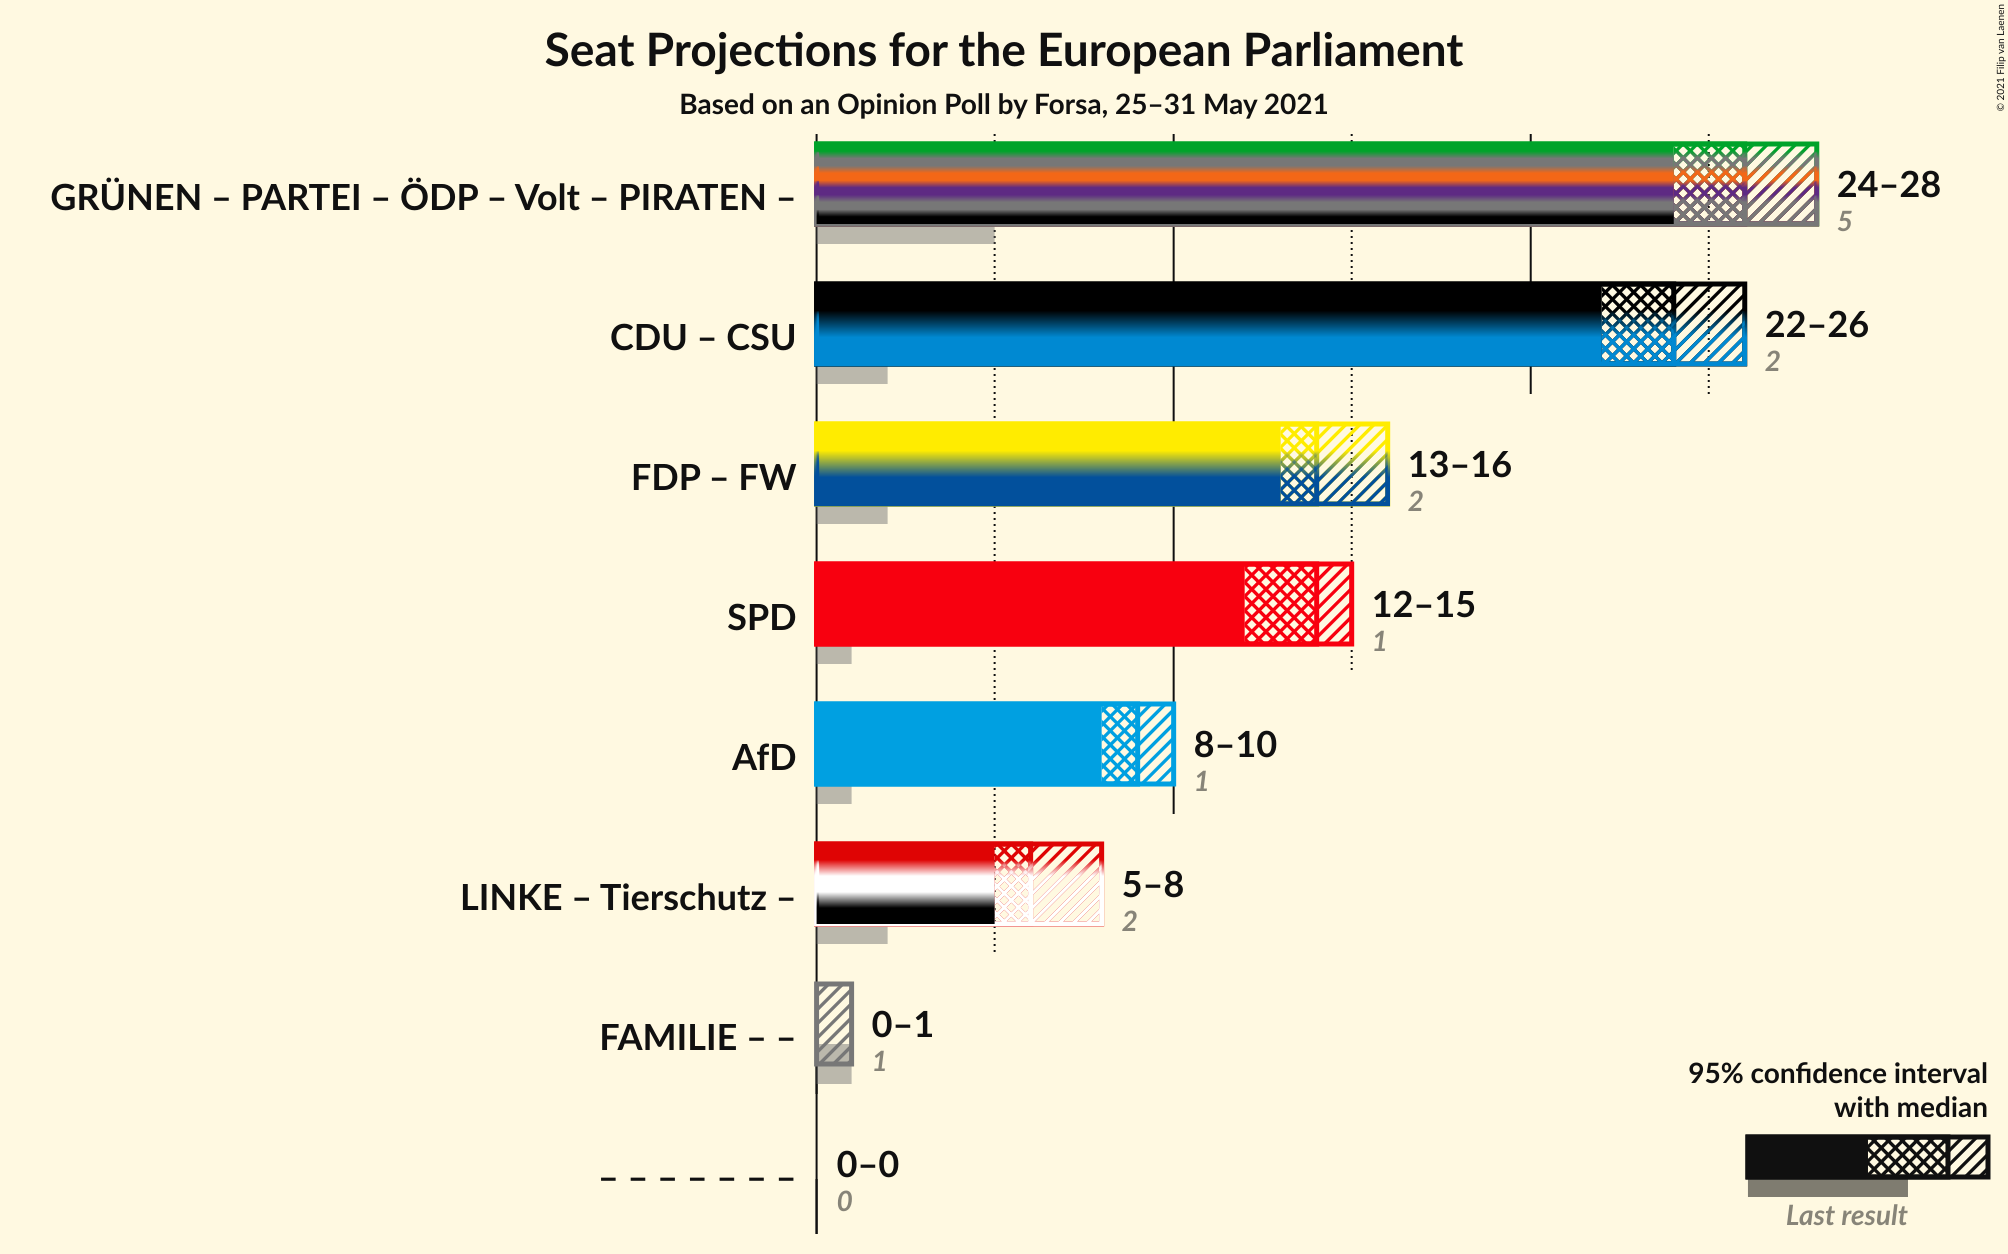 Seat Projections for the European Parliament
Based on an Opinion Poll by Forsa, 25–31 May 2021
© 2021 Filip van Laenen
GRÜNEN – PARTEI – ÖDP – Volt – PIRATEN –
24–28
5
CDU – CSU
22–26
2
FDP – FW
13–16
2
SPD
12–15
1
AfD
8–10
1
LINKE – Tierschutz –
5–8
2
FAMILIE – –
0–1
1
– – – – – – –
0–0
0
95% confidence interval
with median
Last result